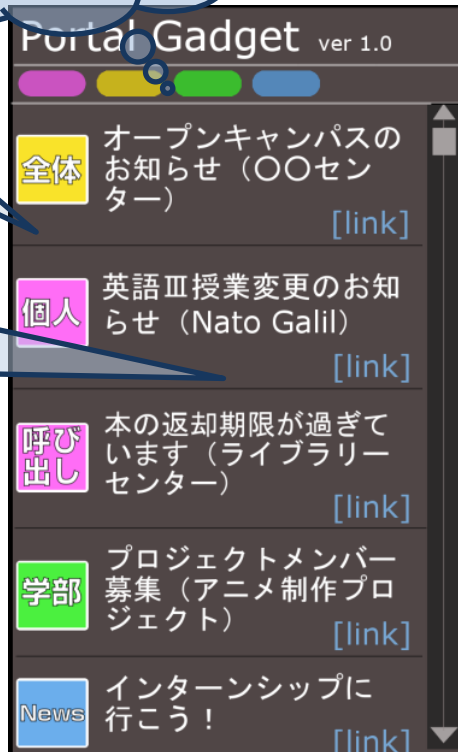 Portal Gadget ver 1.0
全体
オープンキャンパスの
お知らせ（〇〇セン
ター）
[link]
個人
英語Ⅲ授業変更のお知
らせ（Nato Galil）
[link]
呼び
出し
本の返却期限が過ぎて
います（ライブラリー
センター）
[link]
学部
プロジェクトメンバー
募集（アニメ制作プロ
ジェクト）
[link]
News
インターンシップに
行こう！
[link]